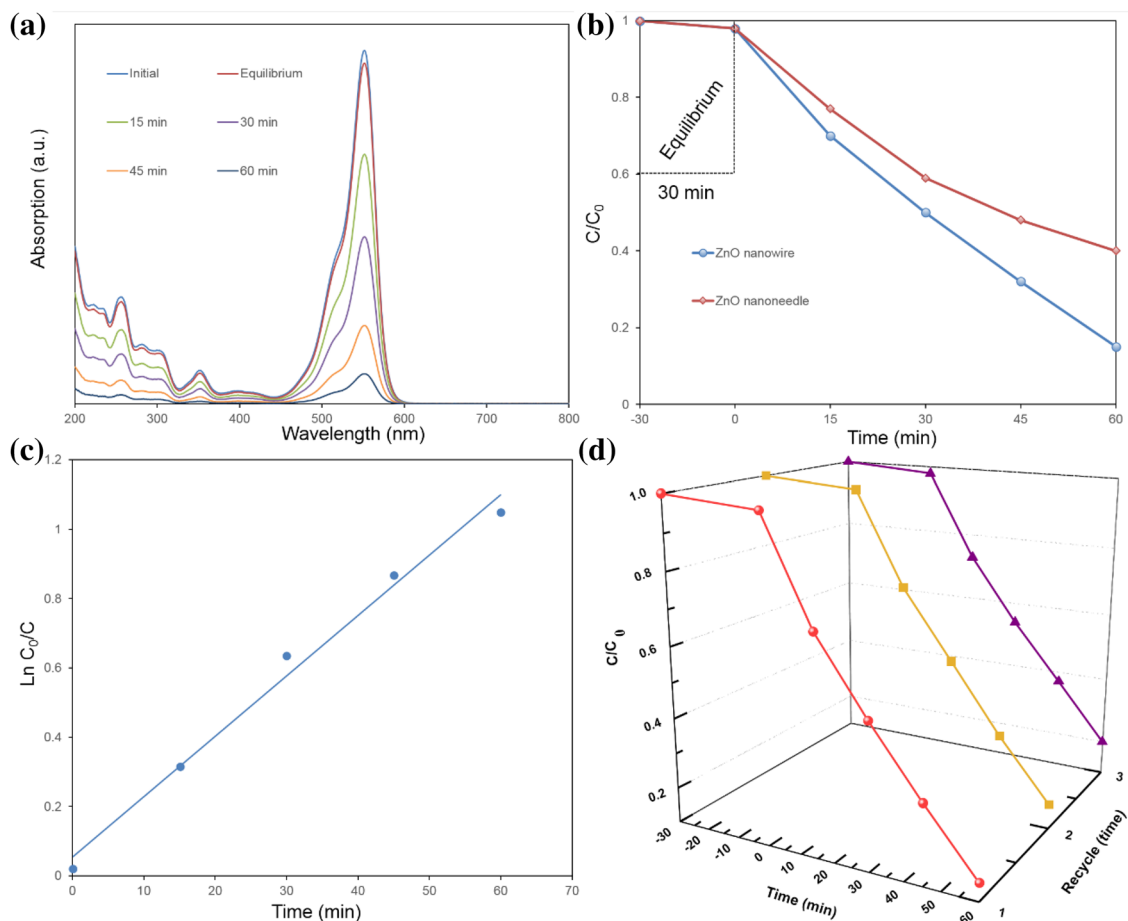 (a)
Initial
Equilibrium
15 min
30 min
45 min
60 min
Absorption (a.u.)
200
300
400
500
600
700
800
Wavelength (nm)
(b)
1
0.8
0.6
0.4
0.2
0
C/C0
Equilibrium
30 min
ZnO nanowire
ZnO nanoneedle
-30
0
15
30
45
60
Time (min)
(c)
1.2
1
0.8
0.6
0.4
0.2
0
Ln C0/C
0
10
20
30
40
50
60
70
Time (min)
(d)
1.0
0.8
0.6
0.4
0.2
C/C0
-30
-20
-10
0
10
20
30
40
50
60
Time (min)
1
2
3
Recycle (time)